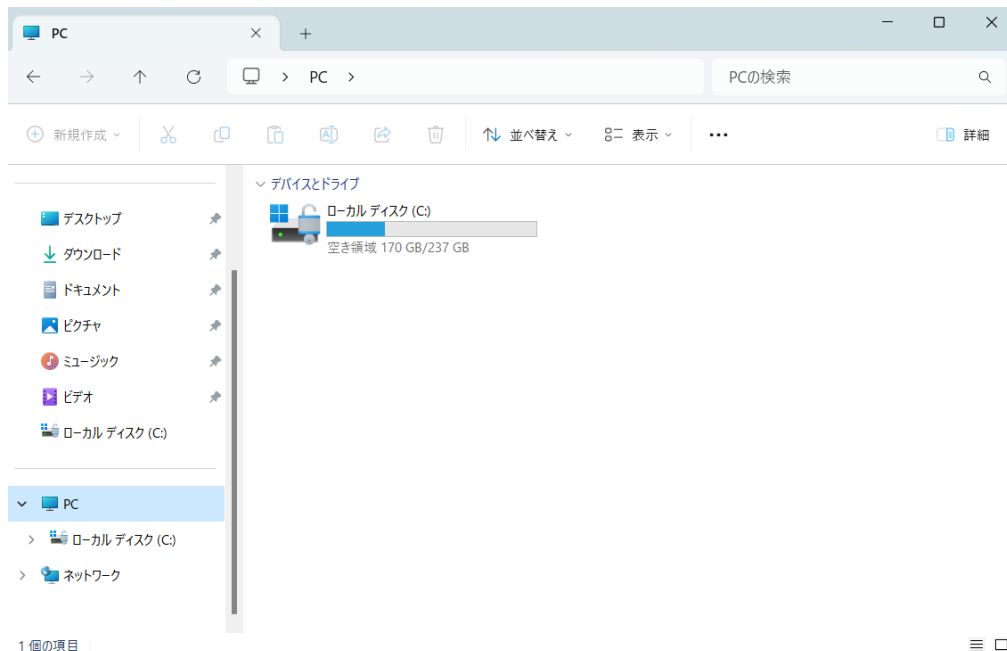 PC
PC
PCの検索
新規作成
並べ替え
表示
詳細
デスクトップ
ダウンロード
ドキュメント
ピクチャ
ミュージック
ビデオ
ローカル ディスク (C:)
PC
ローカル ディスク (C:)
ネットワーク
デバイスとドライブ
ローカル ディスク (C:)
空き領域 170 GB/237 GB
1 個の項目